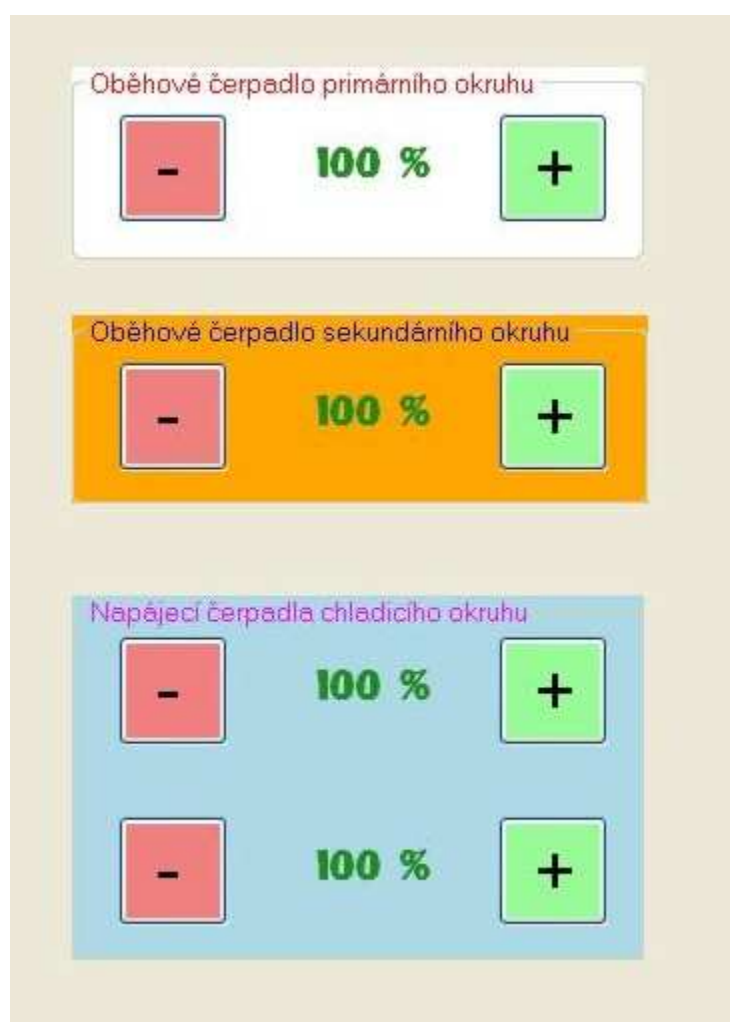 Oběhové čerpadlo primárního okruhu
- 100 % +
Oběhové čerpadlo sekundárního okruhu
- 100 % +
Napájecí čerpadla chladicího okruhu
- 100 % +
- 100 % +